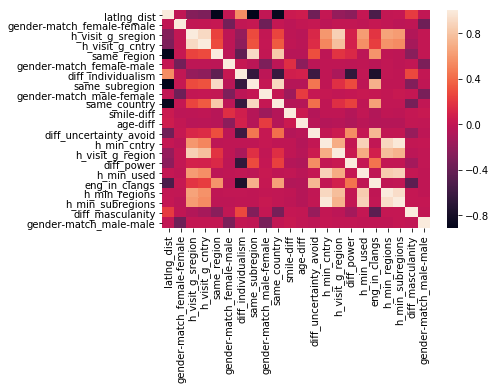 latlng_dist
gender-match_female-female
h_visit_g_sregion
h_visit_g_cntry
same_region
gender-match_female-male
diff_individualism
same_subregion
gender-match_male-female
same_country
smile-diff
age-diff
diff_uncertainty_avoid
h_min_cntry
h_visit_g_region
diff_power
h_min_used
eng_in_clangs
h_min_regions
h_min_subregions
diff_masculanity
gender-match_male-male
latlng_dist
gender-match_female-female
h_visit_g_sregion
h_visit_g_cntry
same_region
gender-match_female-male
diff_individualism
same_subregion
gender-match_male-female
same_country
smile-diff
age-diff
diff_uncertainty_avoid
h_min_cntry
h_visit_g_region
diff_power
h_min_used
eng_in_clangs
h_min_regions
h_min_subregions
diff_masculanity
gender-match_male-male
0.8
0.4
0.0
−0.4
−0.8